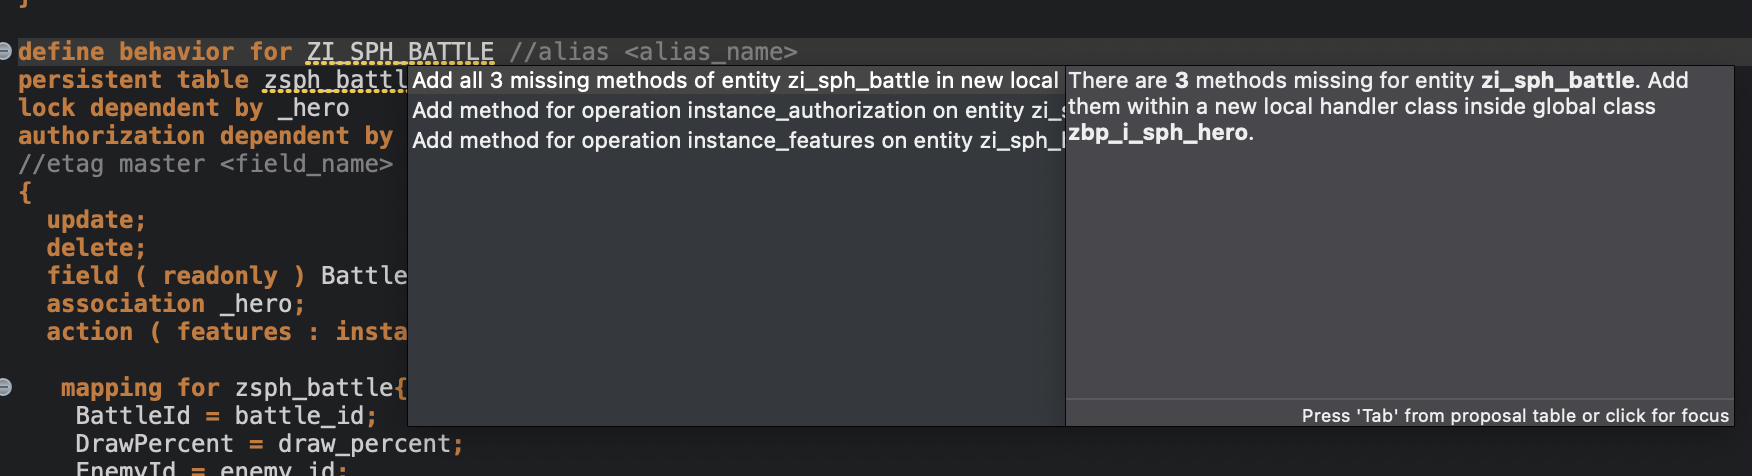 }
define behavior for ZI_SPH_BATTLE //alias <alias_name>
persistent table zsph_battl
lock dependent by _hero
authorization dependent by
//etag master <field_name>
{
update;
delete;
field ( readonly ) Battle
association _hero;
action ( features : insta
mapping for zsph_battle{
BattleId = battle_id;
DrawPercent = draw_percent;
EnemyId = enemy_id;
Add all 3 missing methods of entity zi_sph_battle in new local
Add method for operation instance_authorization on entity zi_s
Add method for operation instance_features on entity zi_sph_
There are 3 methods missing for entity zi_sph_battle. Add
them within a new local handler class inside global class
zbp_i_sph_hero.
Press 'Tab' from proposal table or click for focus